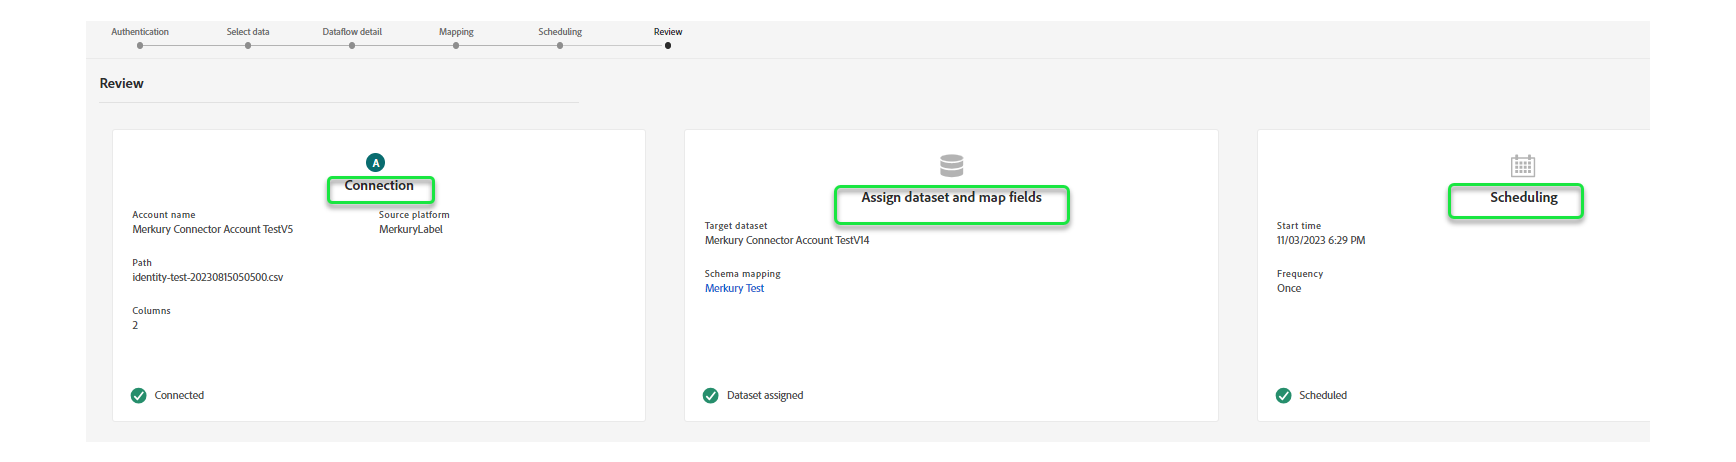 Authentication
Select data
Dataflow detail
Mapping
Scheduling
Review
Review
A
Connection
Account name
Merkury Connector Account TestV5
Source platform
MerkuryLabel
Path
identity-test-20230815050500.csv
Columns
2
Connected
Assign dataset and map fields
Target dataset
Merkury Connector Account TestV14
Schema mapping
Merkury Test
Dataset assigned
Scheduling
Start time
11/03/2023 6:29 PM
Frequency
Once
Scheduled